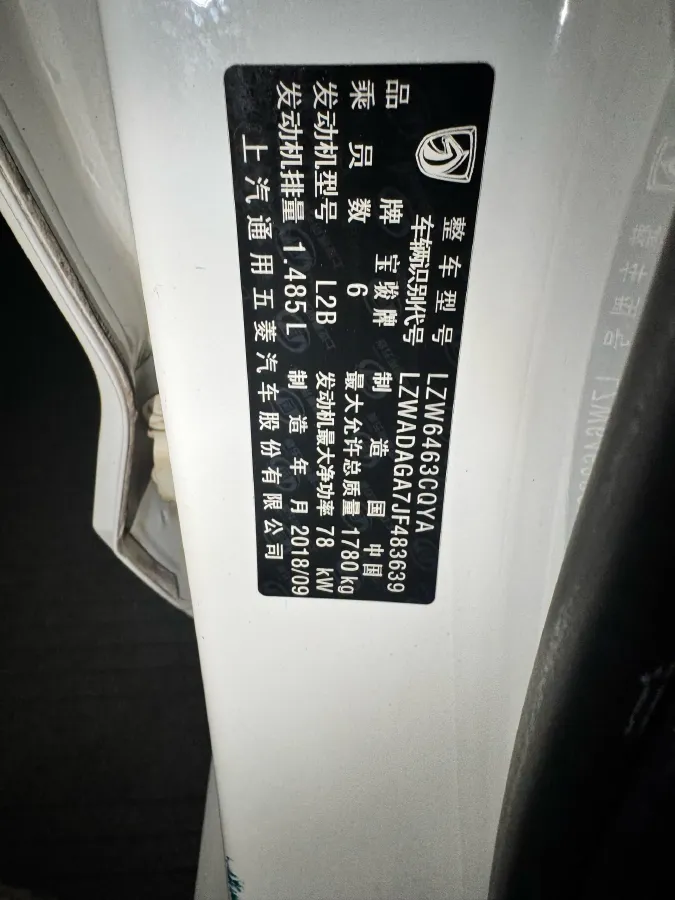 整车型号 LZW6463CQYA
车辆识别代号 LZWADAGA7JF483639
品牌 宝骏牌 制造国 中国
乘员数 6 最大允许总质量 1780kg
发动机型号 L2B 发动机最大净功率 78 kW
发动机排量 1.485L 制造年月 2018/09
上汽通用五菱汽车股份有限公司